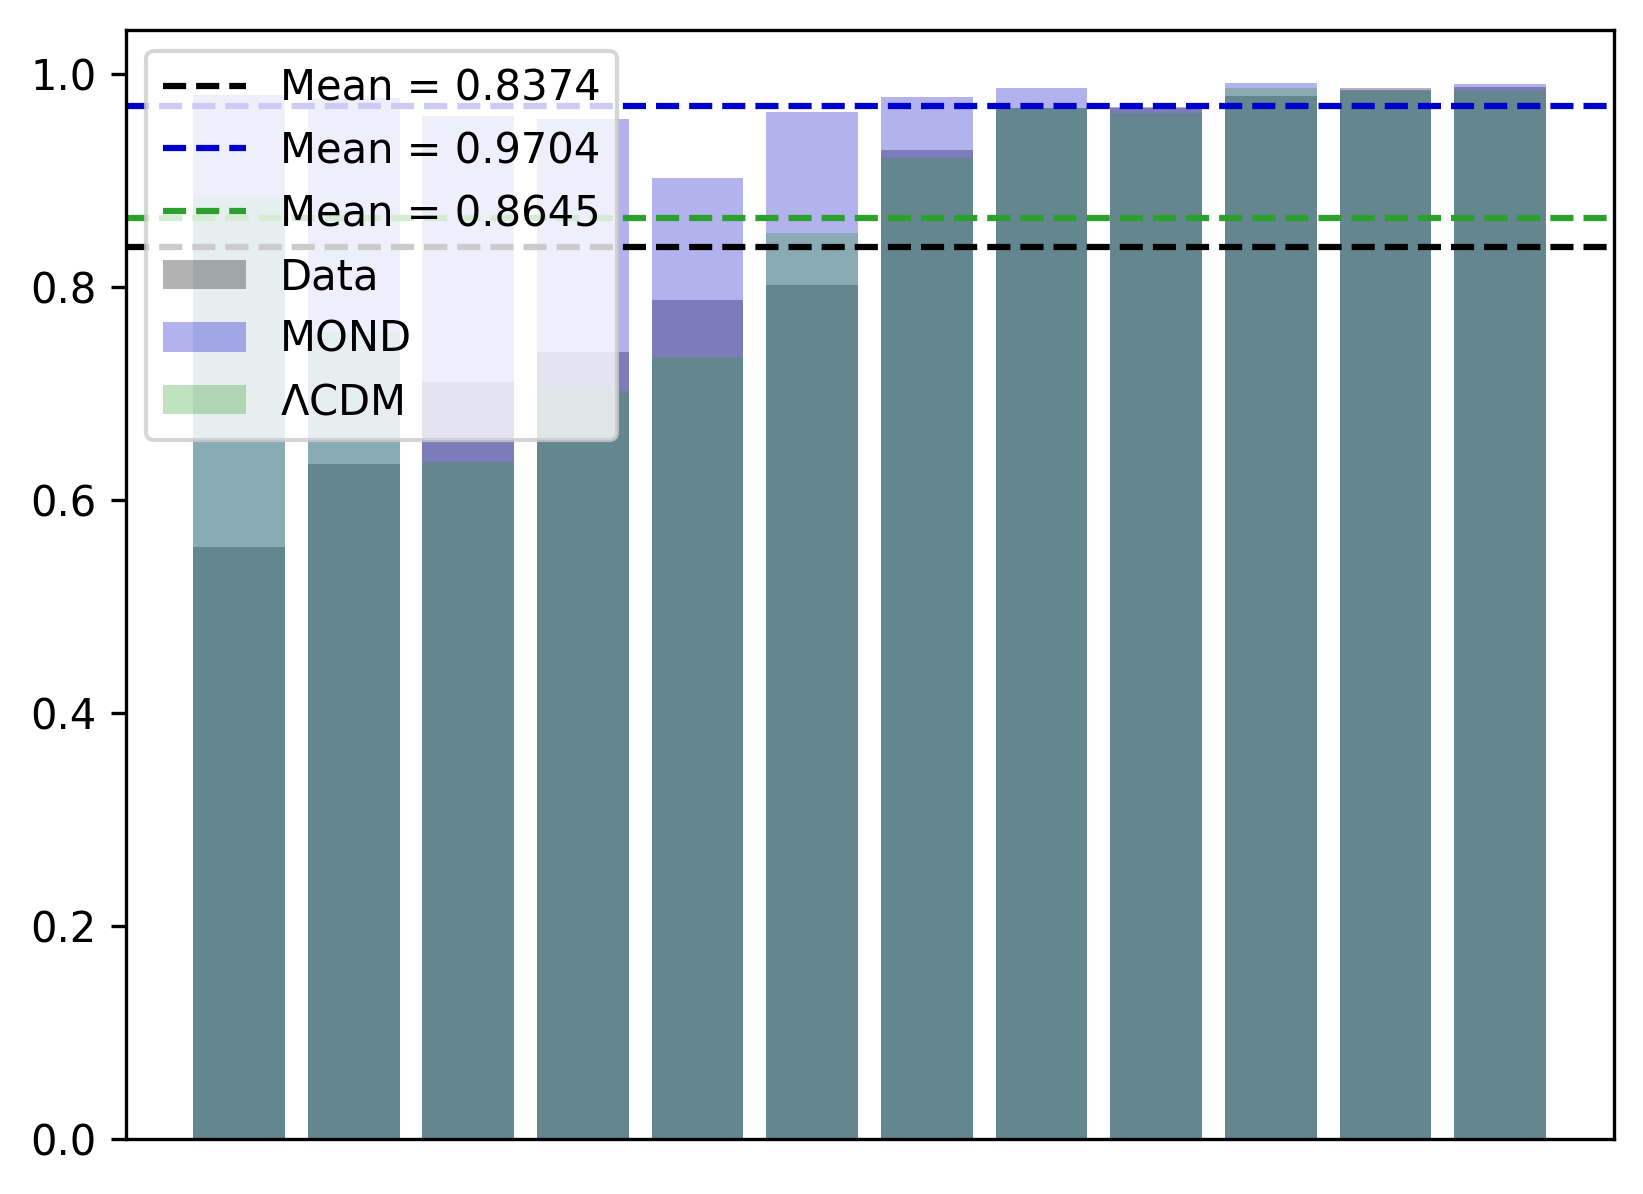 1.0
0.8
0.6
0.4
0.2
0.0
Mean = 0.8374
Mean = 0.9704
Mean = 0.8645
Data
MOND
ΛCDM